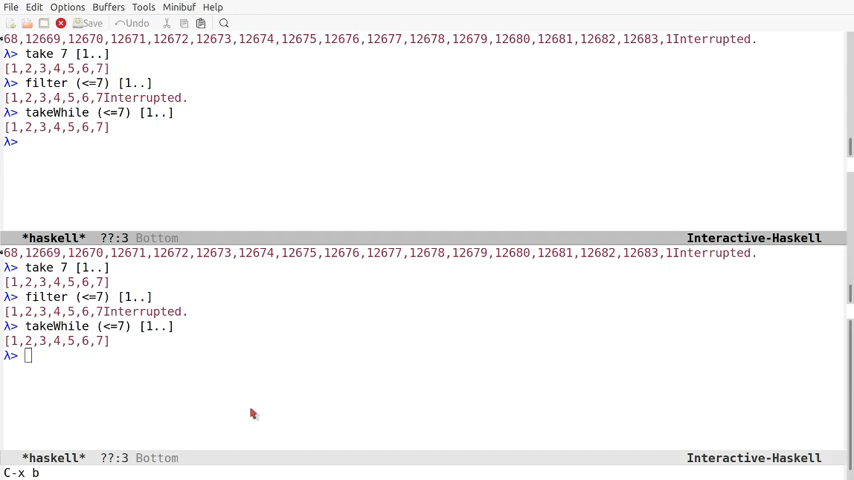 File Edit Options Buffers Tools Minibuf Help
Save Undo
68,12669,12670,12671,12672,12673,12674,12675,12676,12677,12678,12679,12680,12681,12682,12683,1Interrupted.
λ> take 7 [1..]
[1,2,3,4,5,6,7]
λ> filter (<=7) [1..]
[1,2,3,4,5,6,7Interrupted.
λ> takeWhile (<=7) [1..]
[1,2,3,4,5,6,7]
λ>
*haskell* ??:3 Bottom Interactive-Haskell
68,12669,12670,12671,12672,12673,12674,12675,12676,12677,12678,12679,12680,12681,12682,12683,1Interrupted.
λ> take 7 [1..]
[1,2,3,4,5,6,7]
λ> filter (<=7) [1..]
[1,2,3,4,5,6,7Interrupted.
λ> takeWhile (<=7) [1..]
[1,2,3,4,5,6,7]
λ>
*haskell* ??:3 Bottom Interactive-Haskell
C-x b